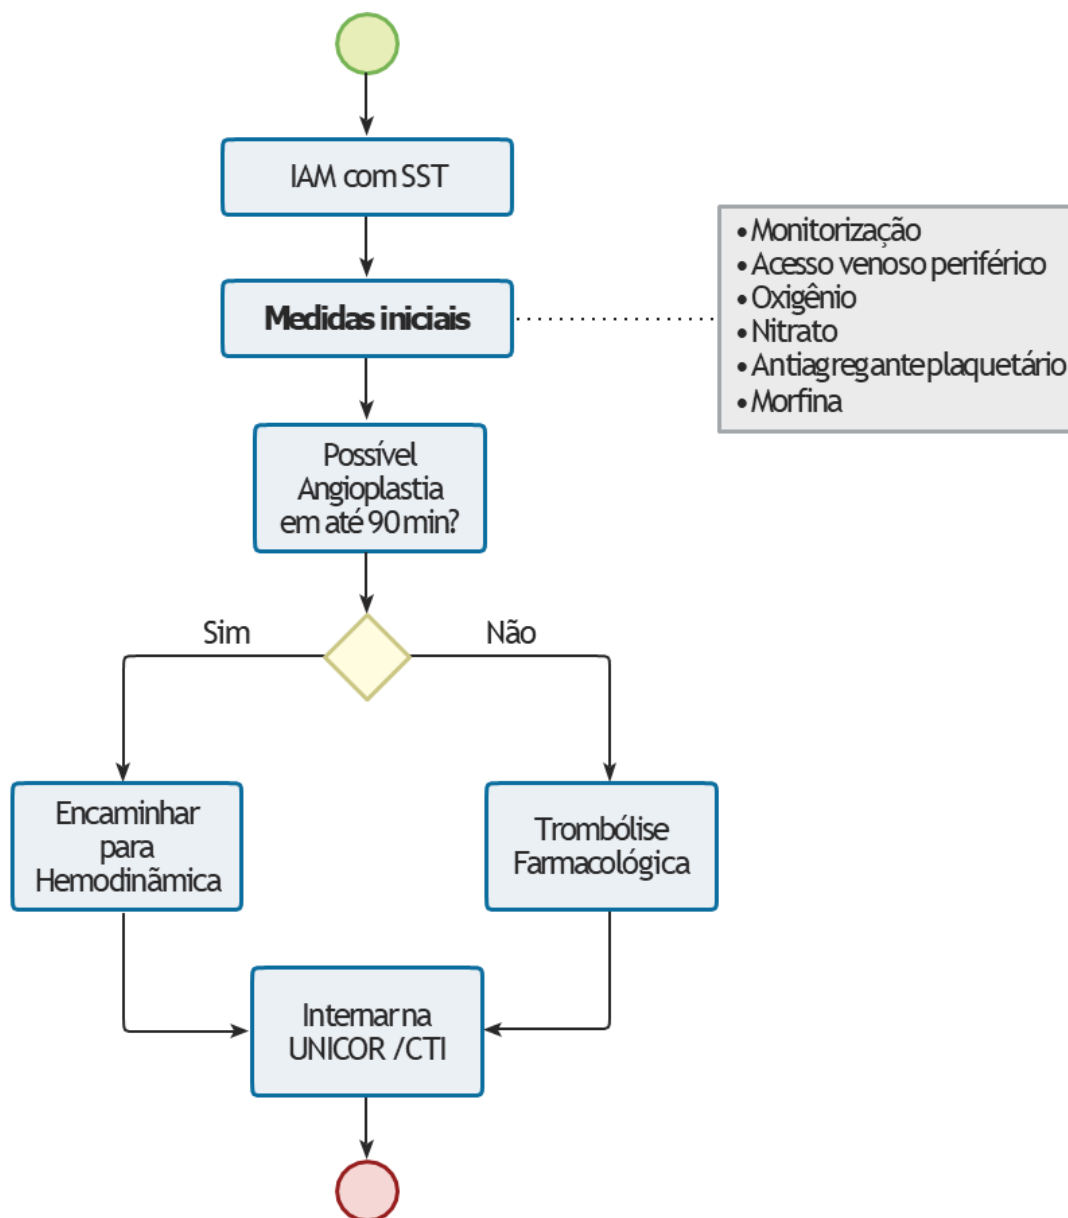 IAM com SST
Medidas iniciais
• Monitorização
• Acesso venoso periférico
• Oxigênio
• Nitrato
• Antiagregante plaquetário
• Morfina
Possível
Angioplastia
em até 90 min?
Sim
Não
Encaminhar
para
Hemodinãmica
Trombólise
Farmacológica
Internar na
UNICOR /CTI